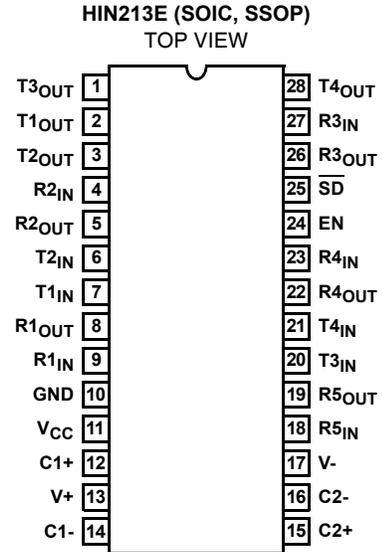 HIN213E (SOIC, SSOP)
TOP VIEW
T3OUT 1 28 T4OUT
T1OUT 2 27 R3IN
T2OUT 3 26 R3OUT
R2IN 4 25 S̅D̅
R2OUT 5 24 EN
T2IN 6 23 R4IN
T1IN 7 22 R4OUT
R1OUT 8 21 T4IN
R1IN 9 20 T3IN
GND 10 19 R5OUT
VCC 11 18 R5IN
C1+ 12 17 V-
V+ 13 16 C2-
C1- 14 15 C2+